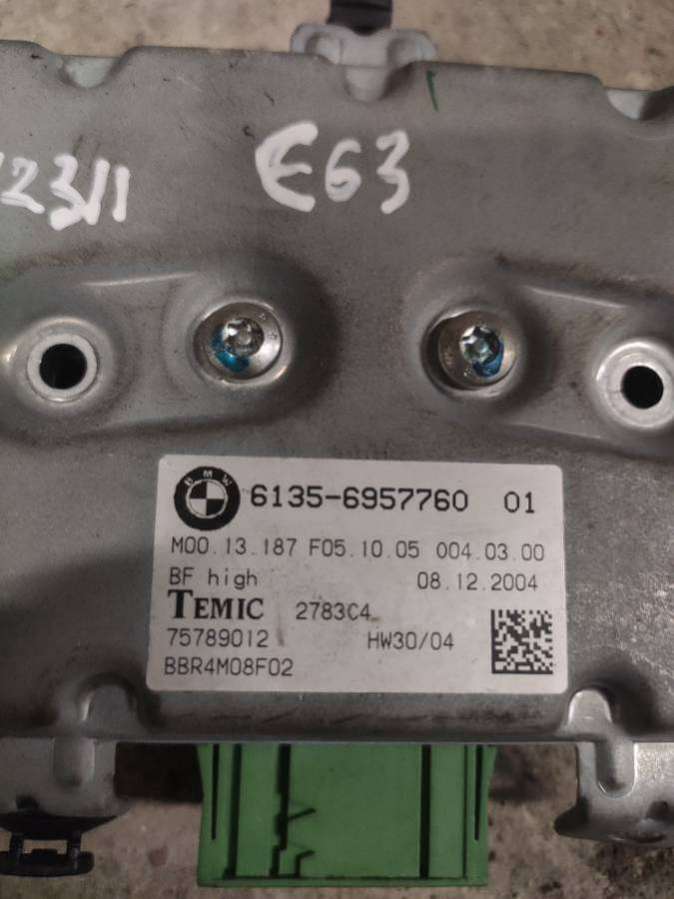 2311 E63
BMW 6135-6957760 01
M00.13.187 F05.10.05 004.03.00
BF high 08.12.2004
TEMIC 2783C4
75789012 HW30/04
BBR4M08F02